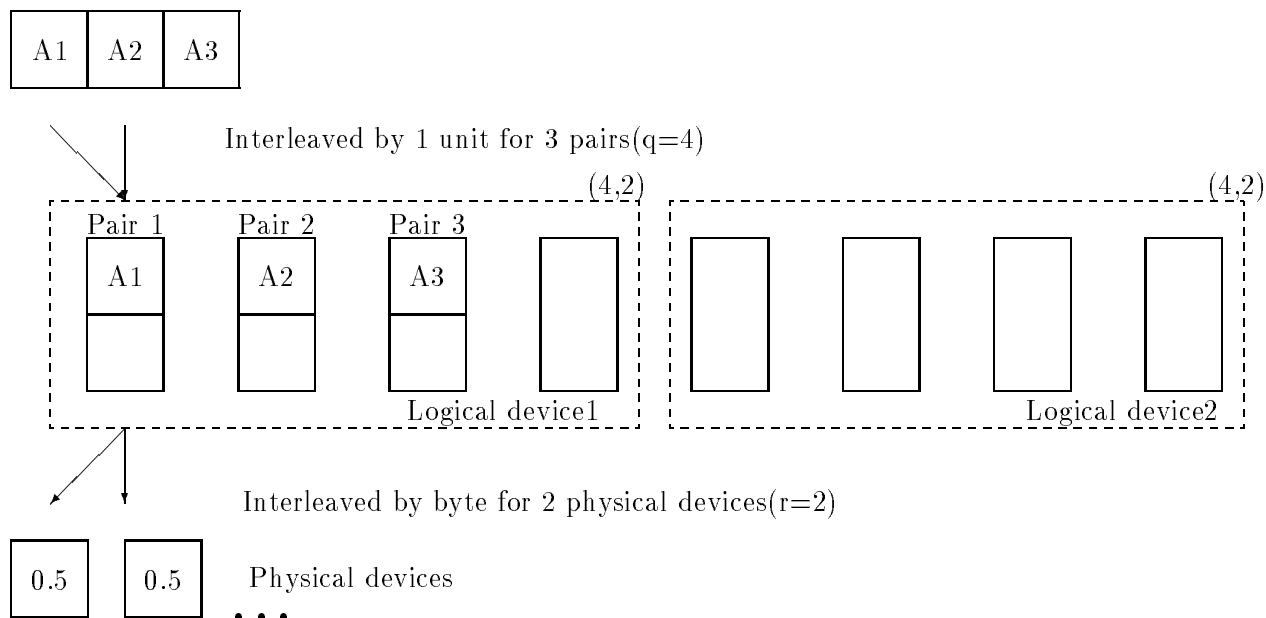 A1 A2 A3
Interleaved by 1 unit for 3 pairs(q=4)
(4,2) (4,2)
Pair 1 Pair 2 Pair 3
A1 A2 A3
Logical device1 Logical device2
Interleaved by byte for 2 physical devices(r=2)
0.5 0.5 Physical devices
• • •